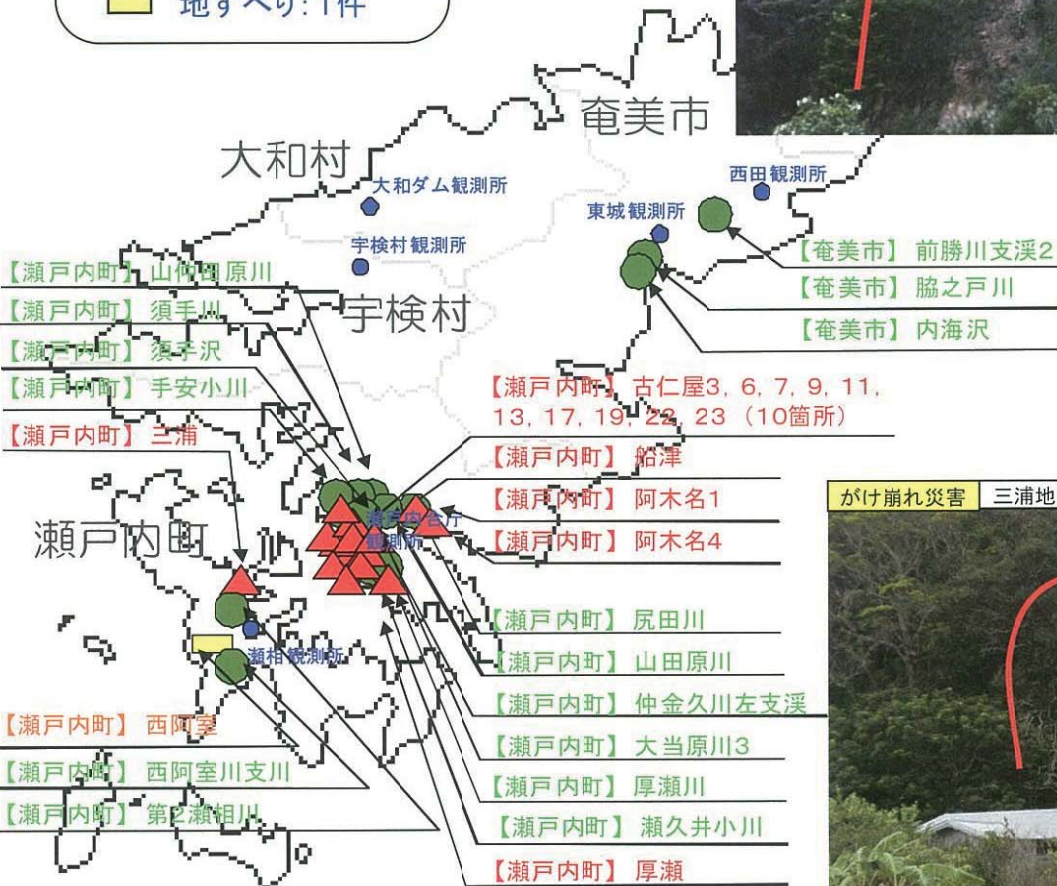 地すべり:1件
奄美市
大和村
大和ダム観測所
西田観測所
東城観測所
宇検村観測所
宇検村
【奄美市】 前勝川支渓2
【奄美市】 脇之戸川
【奄美市】 内海沢
【瀬戸内町】 山仲田原川
【瀬戸内町】 須手川
【瀬戸内町】 須手沢
【瀬戸内町】 手安小川
【瀬戸内町】 三浦
【瀬戸内町】 古仁屋3, 6, 7, 9, 11,
13, 17, 19, 22, 23 (10箇所)
【瀬戸内町】 船津
【瀬戸内町】 阿木名1
【瀬戸内町】 阿木名4
瀬戸内合庁
観測所
瀬戸内町
がけ崩れ災害 三浦地
瀬相観測所
【瀬戸内町】 尻田川
【瀬戸内町】 山田原川
【瀬戸内町】 仲金久川左支渓
【瀬戸内町】 大当原川3
【瀬戸内町】 厚瀬川
【瀬戸内町】 瀬久井小川
【瀬戸内町】 厚瀬
【瀬戸内町】 西阿室
【瀬戸内町】 西阿室川支川
【瀬戸内町】 第2瀬相川